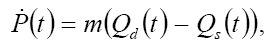 Ṗ(t) = m(Q_d(t) − Q_s(t)),